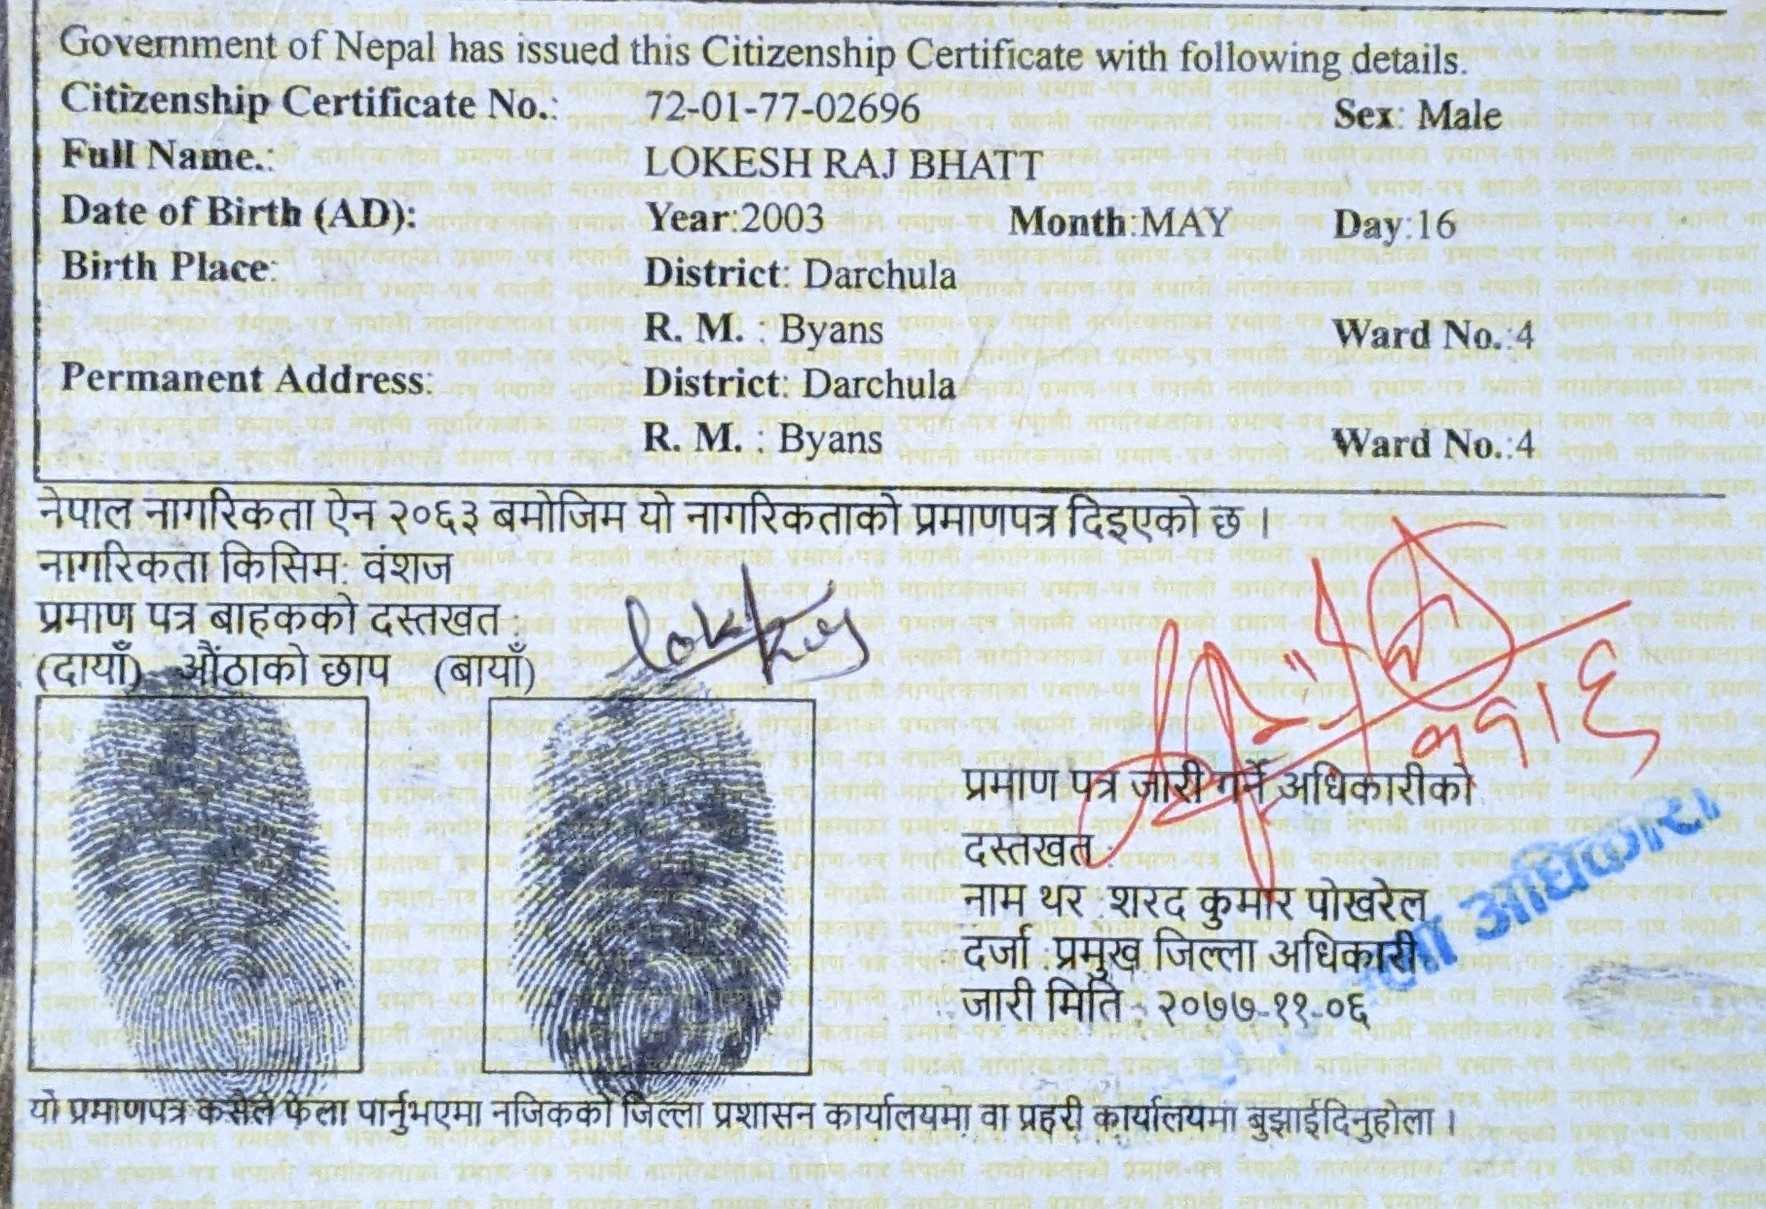 Government of Nepal has issued this Citizenship Certificate with following details.
Citizenship Certificate No.: 72-01-77-02696 Sex: Male
Full Name.: LOKESH RAJ BHATT
Date of Birth (AD): Year:2003 Month:MAY Day:16
Birth Place: District: Darchula
R. M. : Byans Ward No.:4
Permanent Address: District: Darchula
R. M. : Byans Ward No.:4
नेपाल नागरिकता ऐन २०६३ बमोजिम यो नागरिकताको प्रमाणपत्र दिइएको छ ।
नागरिकता किसिम: वंशज
प्रमाण पत्र बाहकको दस्तखत :
(दायाँ) औंठाको छाप (बायाँ)
प्रमाण पत्र जारी गर्ने अधिकारीको
दस्तखत :
नाम थर : शरद कुमार पोखरेल
दर्जा : प्रमुख जिल्ला अधिकारी
जारी मिति : २०७७-११-०६
अधिकारी
यो प्रमाणपत्र कसैले फेला पार्नुभएमा नजिकको जिल्ला प्रशासन कार्यालयमा वा प्रहरी कार्यालयमा बुझाईदिनुहोला ।